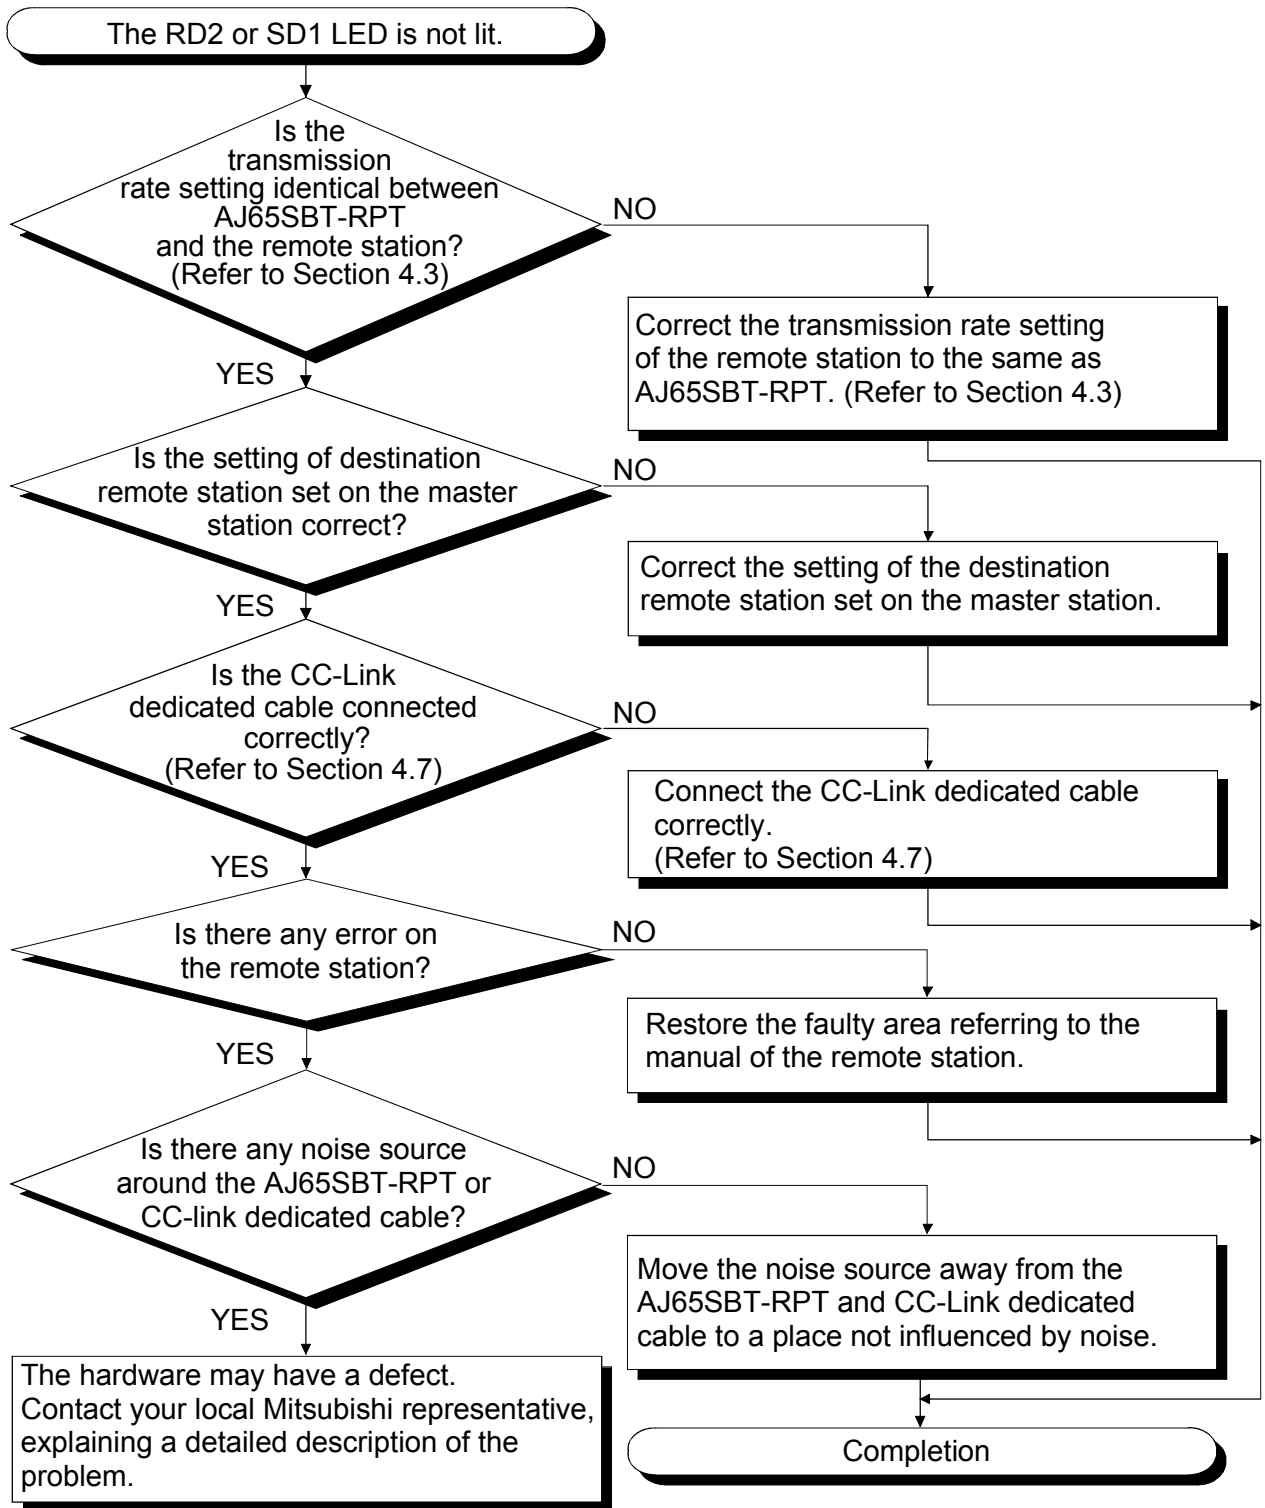 The RD2 or SD1 LED is not lit.
Is the
transmission
rate setting identical between
AJ65SBT-RPT
and the remote station?
(Refer to Section 4.3)
NO
Correct the transmission rate setting
of the remote station to the same as
AJ65SBT-RPT. (Refer to Section 4.3)
YES
Is the setting of destination
remote station set on the master
station correct?
NO
Correct the setting of the destination
remote station set on the master station.
YES
Is the CC-Link
dedicated cable connected
correctly?
(Refer to Section 4.7)
NO
Connect the CC-Link dedicated cable
correctly.
(Refer to Section 4.7)
YES
Is there any error on
the remote station?
NO
Restore the faulty area referring to the
manual of the remote station.
YES
Is there any noise source
around the AJ65SBT-RPT or
CC-link dedicated cable?
NO
Move the noise source away from the
AJ65SBT-RPT and CC-Link dedicated
cable to a place not influenced by noise.
YES
The hardware may have a defect.
Contact your local Mitsubishi representative,
explaining a detailed description of the
problem.
Completion